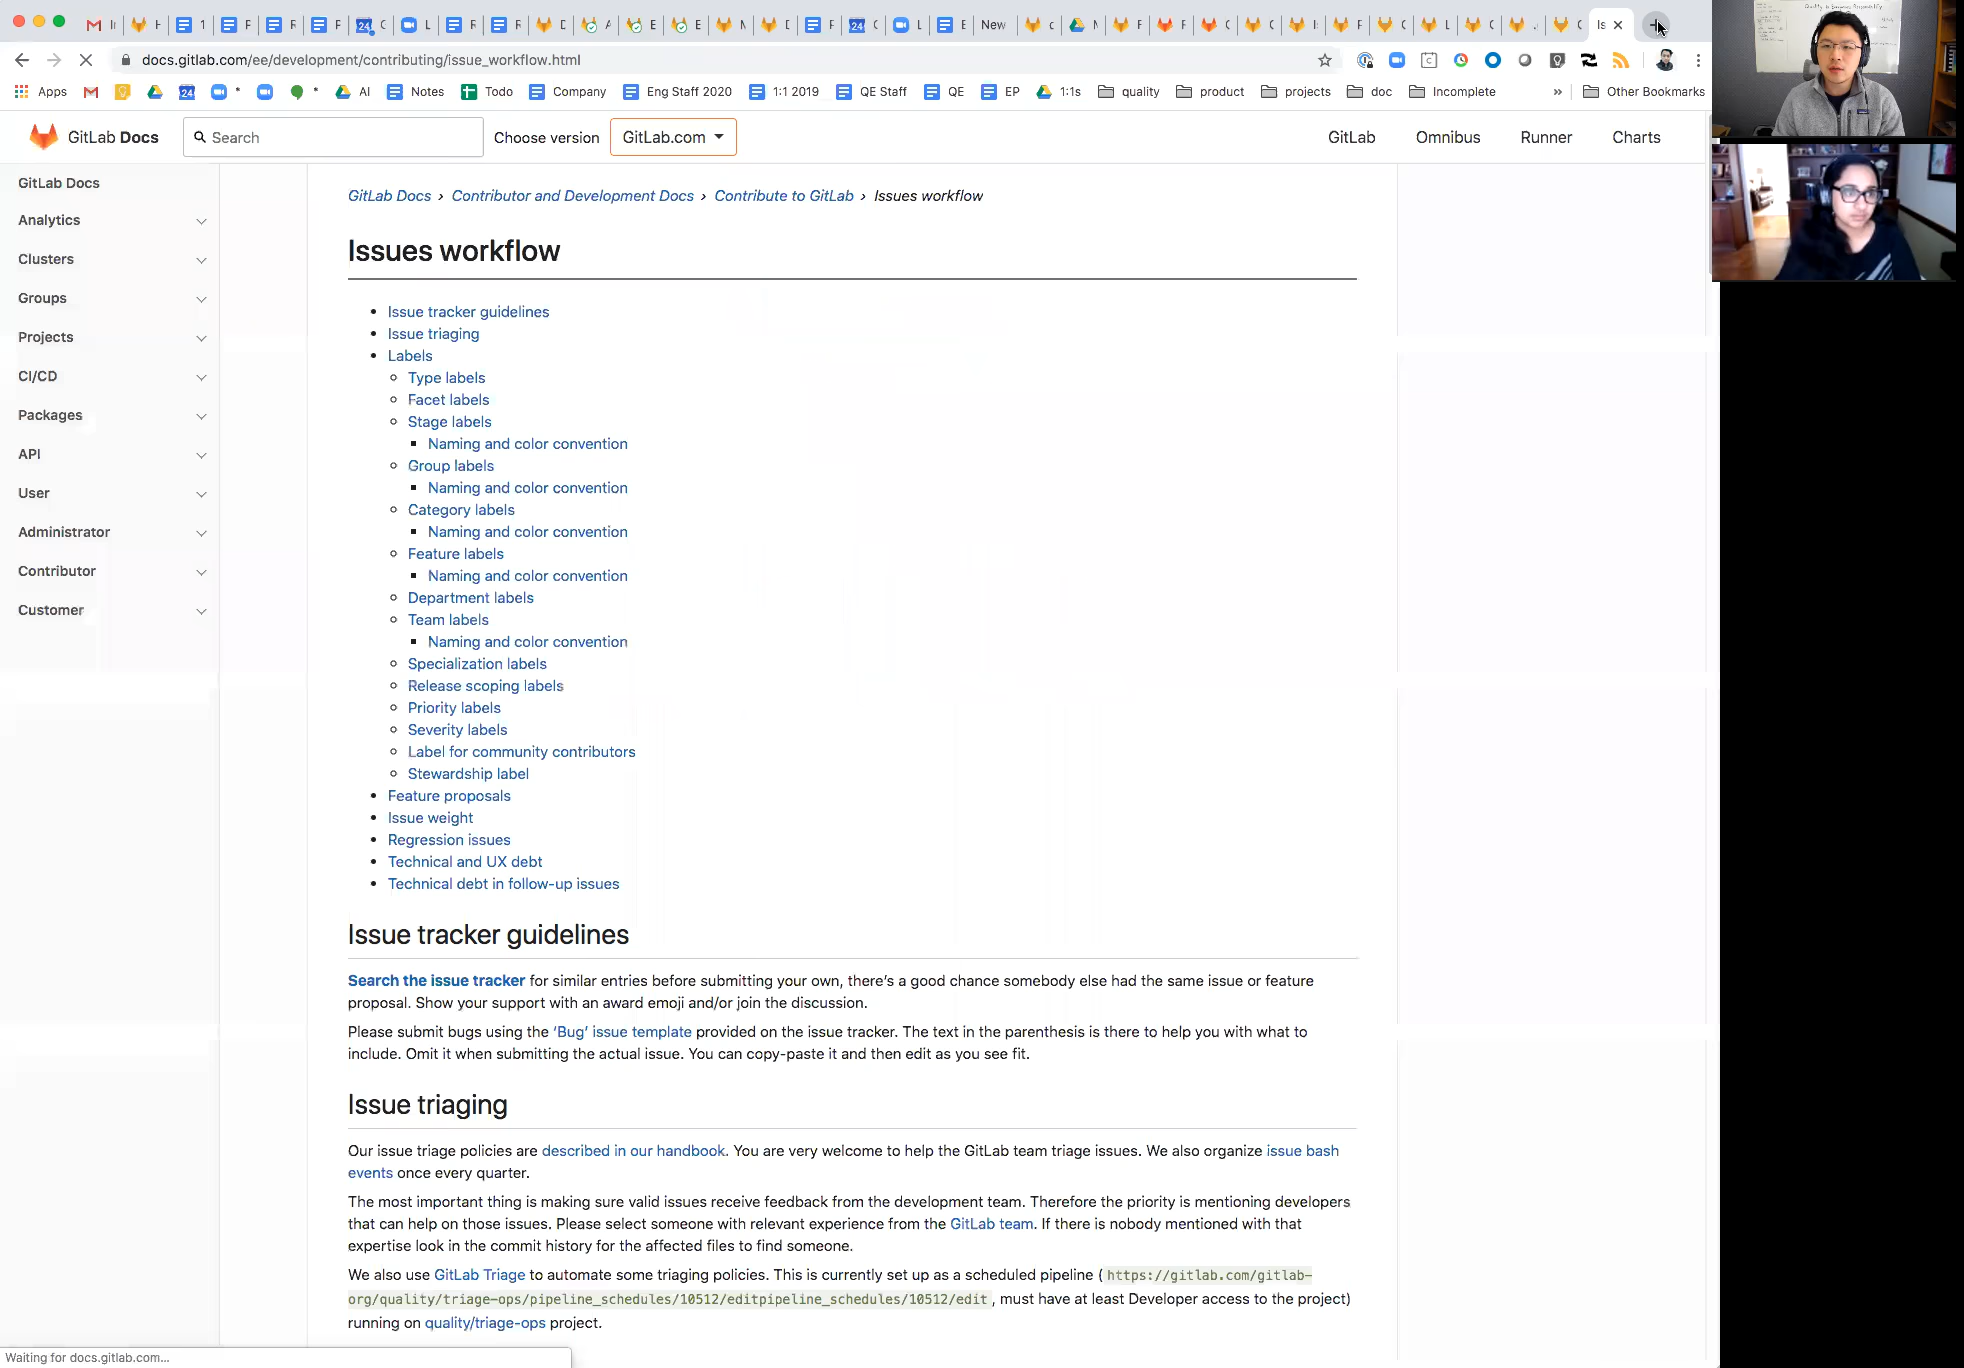 docs.gitlab.com/ee/development/contributing/issue_workflow.html
Apps
AI
Notes
Todo
Company
Eng Staff 2020
1:1 2019
QE Staff
QE
EP
1:1s
quality
product
projects
doc
Incomplete
»
Other Bookmarks
GitLab Docs
Search
Choose version
GitLab.com
GitLab
Omnibus
Runner
Charts
GitLab Docs
Analytics
Clusters
Groups
Projects
CI/CD
Packages
API
User
Administrator
Contributor
Customer
GitLab Docs › Contributor and Development Docs › Contribute to GitLab › Issues workflow
Issues workflow
Issue tracker guidelines
Issue triaging
Labels
Type labels
Facet labels
Stage labels
Naming and color convention
Group labels
Naming and color convention
Category labels
Naming and color convention
Feature labels
Naming and color convention
Department labels
Team labels
Naming and color convention
Specialization labels
Release scoping labels
Priority labels
Severity labels
Label for community contributors
Stewardship label
Feature proposals
Issue weight
Regression issues
Technical and UX debt
Technical debt in follow-up issues
Issue tracker guidelines
Search the issue tracker for similar entries before submitting your own, there's a good chance somebody else had the same issue or feature
proposal. Show your support with an award emoji and/or join the discussion.
Please submit bugs using the ‘Bug’ issue template provided on the issue tracker. The text in the parenthesis is there to help you with what to
include. Omit it when submitting the actual issue. You can copy-paste it and then edit as you see fit.
Issue triaging
Our issue triage policies are described in our handbook. You are very welcome to help the GitLab team triage issues. We also organize issue bash
events once every quarter.
The most important thing is making sure valid issues receive feedback from the development team. Therefore the priority is mentioning developers
that can help on those issues. Please select someone with relevant experience from the GitLab team. If there is nobody mentioned with that
expertise look in the commit history for the affected files to find someone.
We also use GitLab Triage to automate some triaging policies. This is currently set up as a scheduled pipeline ( https://gitlab.com/gitlab-
org/quality/triage-ops/pipeline_schedules/10512/editpipeline_schedules/10512/edit , must have at least Developer access to the project)
running on quality/triage-ops project.
Waiting for docs.gitlab.com...